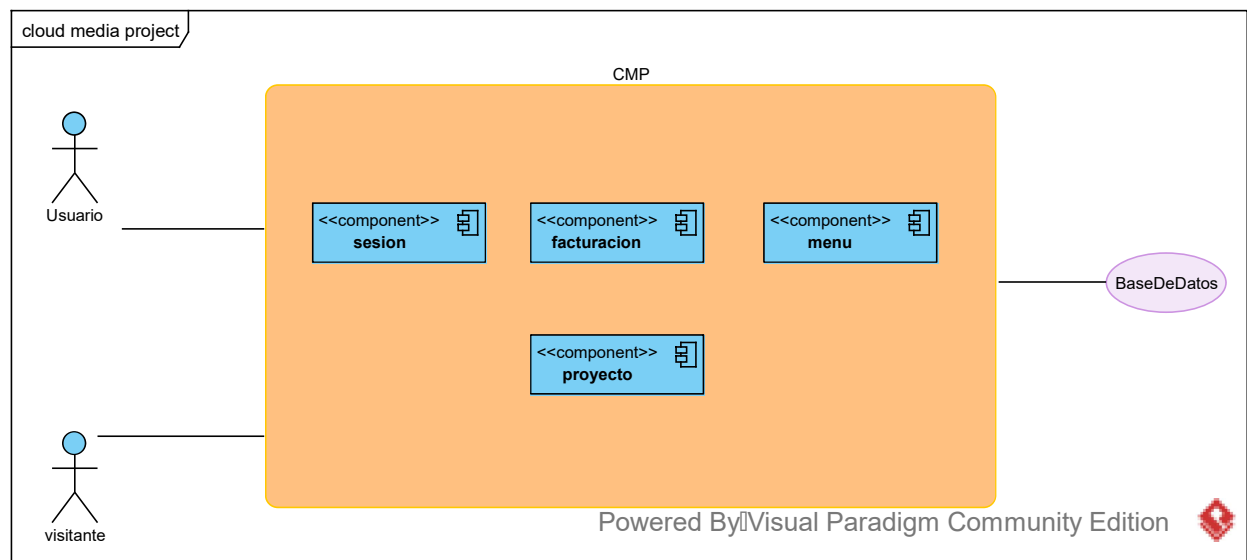 cloud media project
CMP
Usuario
<<component>>
sesion
<<component>>
facturacion
<<component>>
menu
BaseDeDatos
<<component>>
proyecto
visitante
Powered By▯Visual Paradigm Community Edition